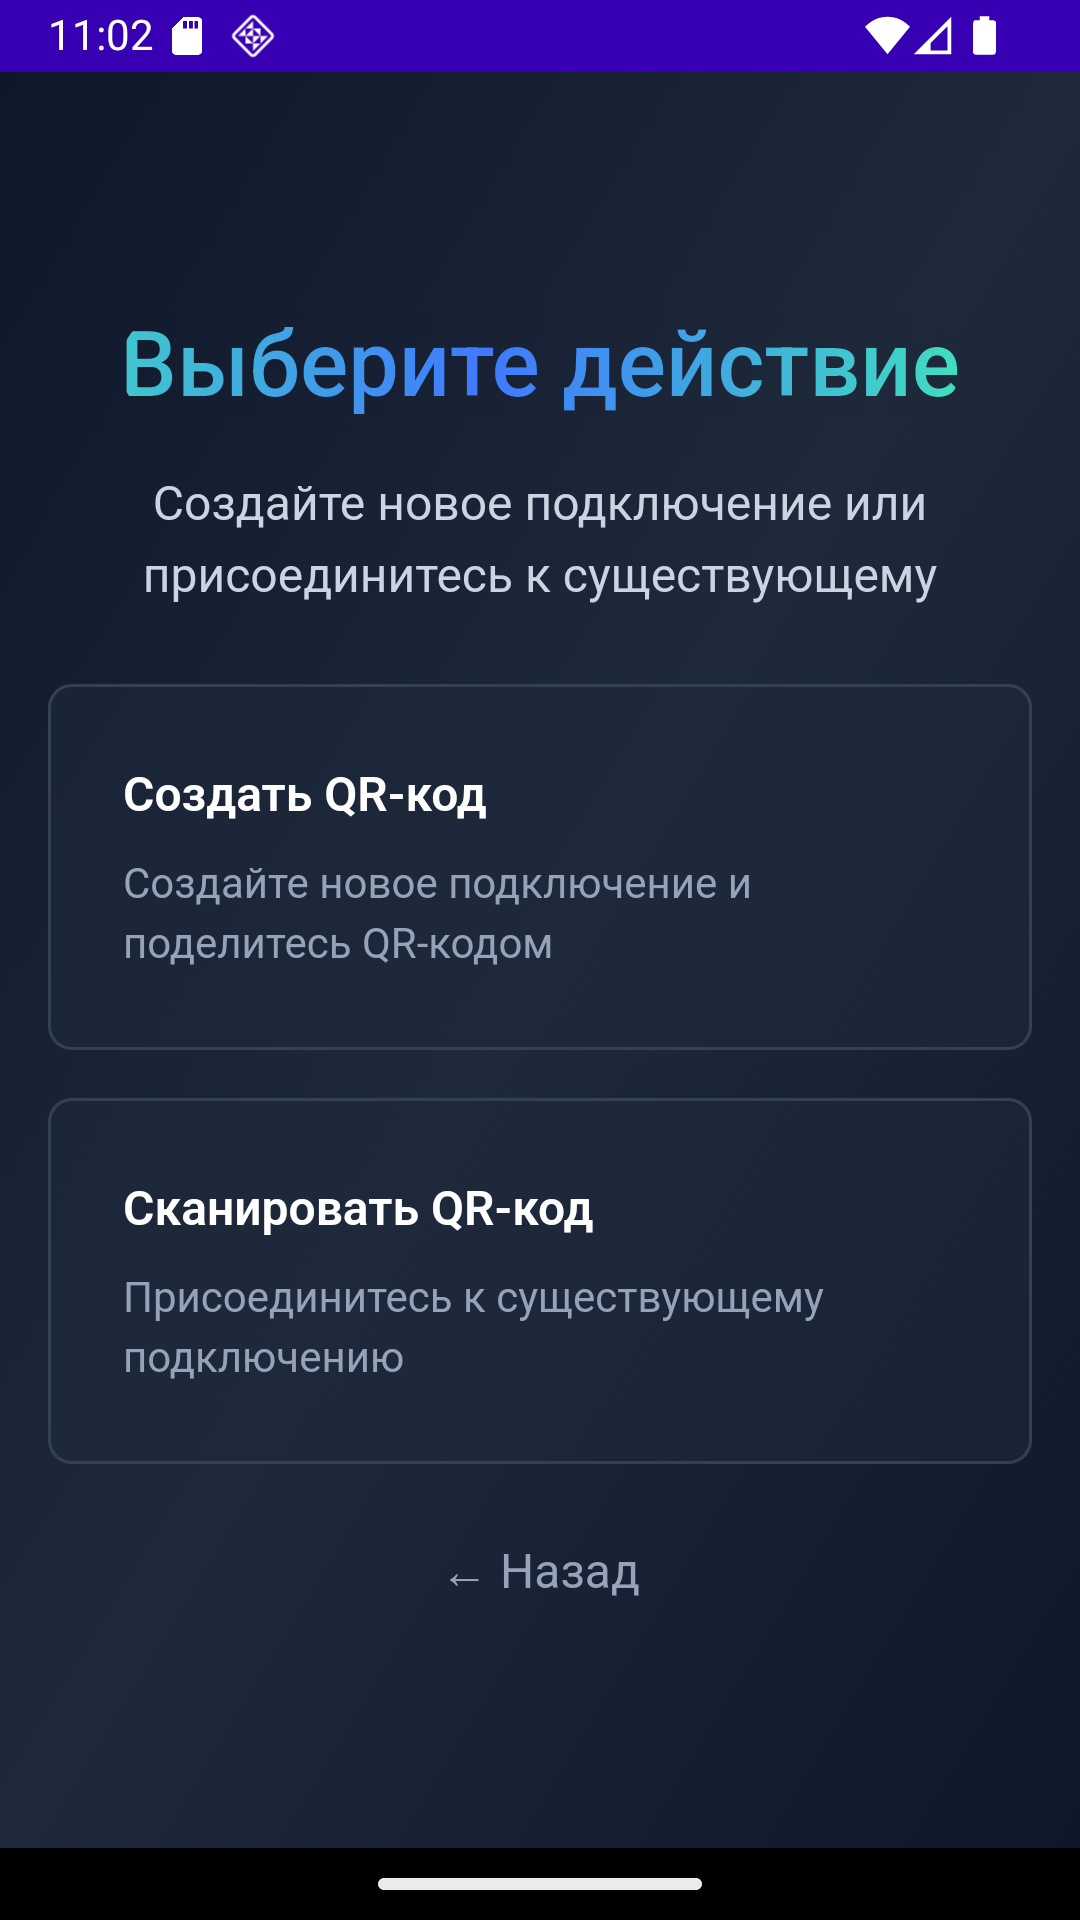 11:02
Выберите действие
Создайте новое подключение или
присоединитесь к существующему
Создать QR-код
Создайте новое подключение и
поделитесь QR-кодом
Сканировать QR-код
Присоединитесь к существующему
подключению
← Назад